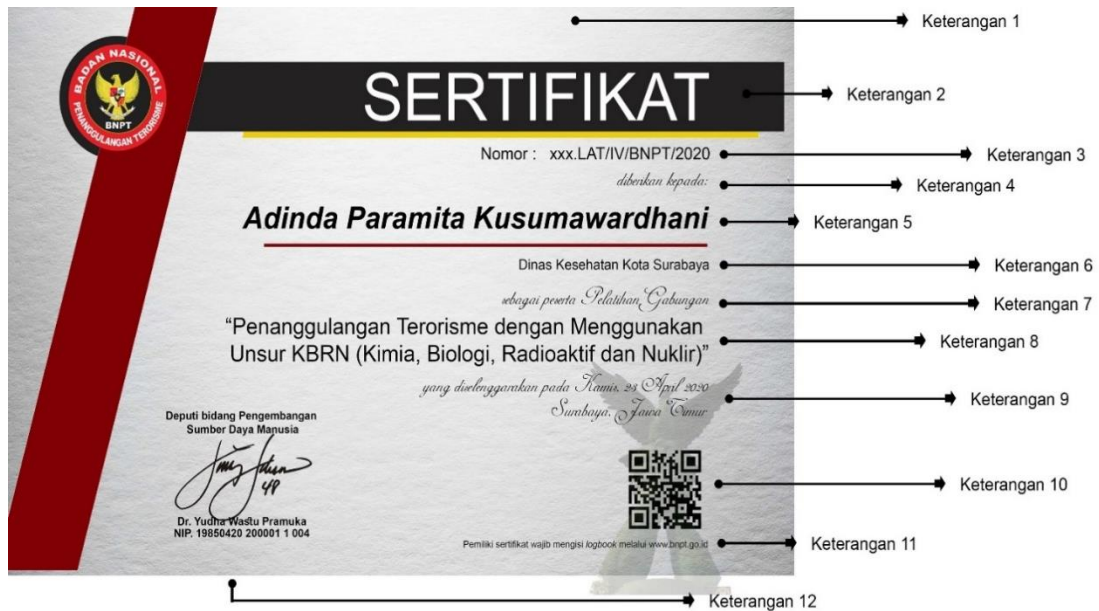 Keterangan 1
BADAN NASIONAL
PENANGGULANGAN TERORISME
BNPT
SERTIFIKAT
Keterangan 2
Nomor : xxx.LAT/IV/BNPT/2020
Keterangan 3
diberikan kepada:
Keterangan 4
Adinda Paramita Kusumawardhani
Keterangan 5
Dinas Kesehatan Kota Surabaya
Keterangan 6
sebagai peserta Pelatihan Gabungan
Keterangan 7
“Penanggulangan Terorisme dengan Menggunakan
Unsur KBRN (Kimia, Biologi, Radioaktif dan Nuklir)”
Keterangan 8
yang diselenggarakan pada Kamis, 23 April 2020
Surabaya, Jawa Timur
Keterangan 9
Deputi bidang Pengembangan
Sumber Daya Manusia
Dr. Yudha Wastu Pramuka
NIP. 19850420 200001 1 004
Keterangan 10
Pemiliki sertifikat wajib mengisi logbook melalui www.bnpt.go.id
Keterangan 11
Keterangan 12